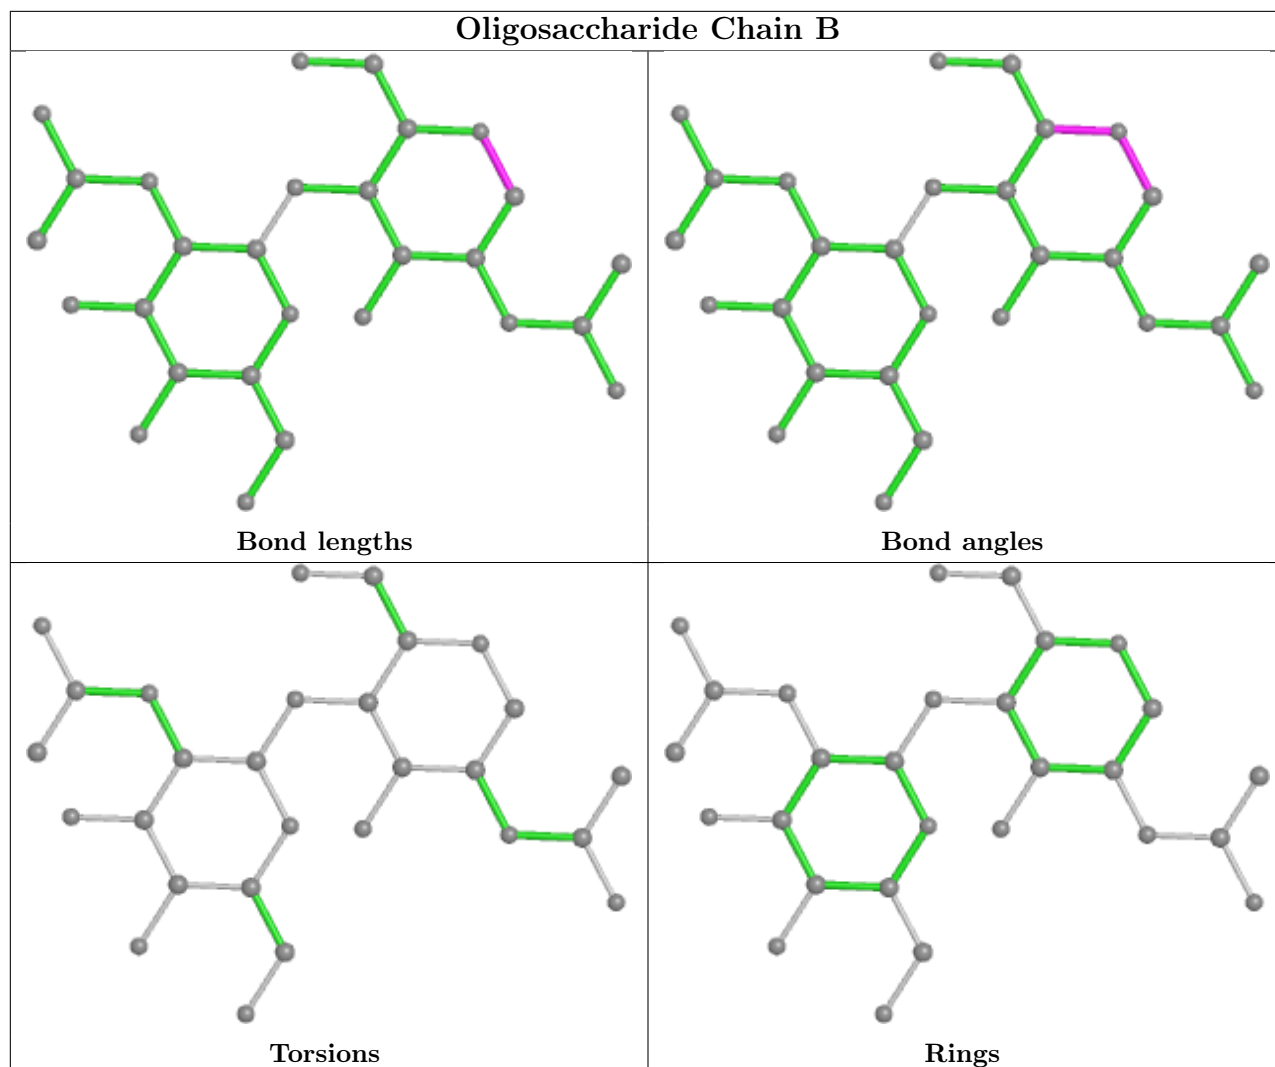 Oligosaccharide Chain B
Bond lengths
Bond angles
Torsions
Rings